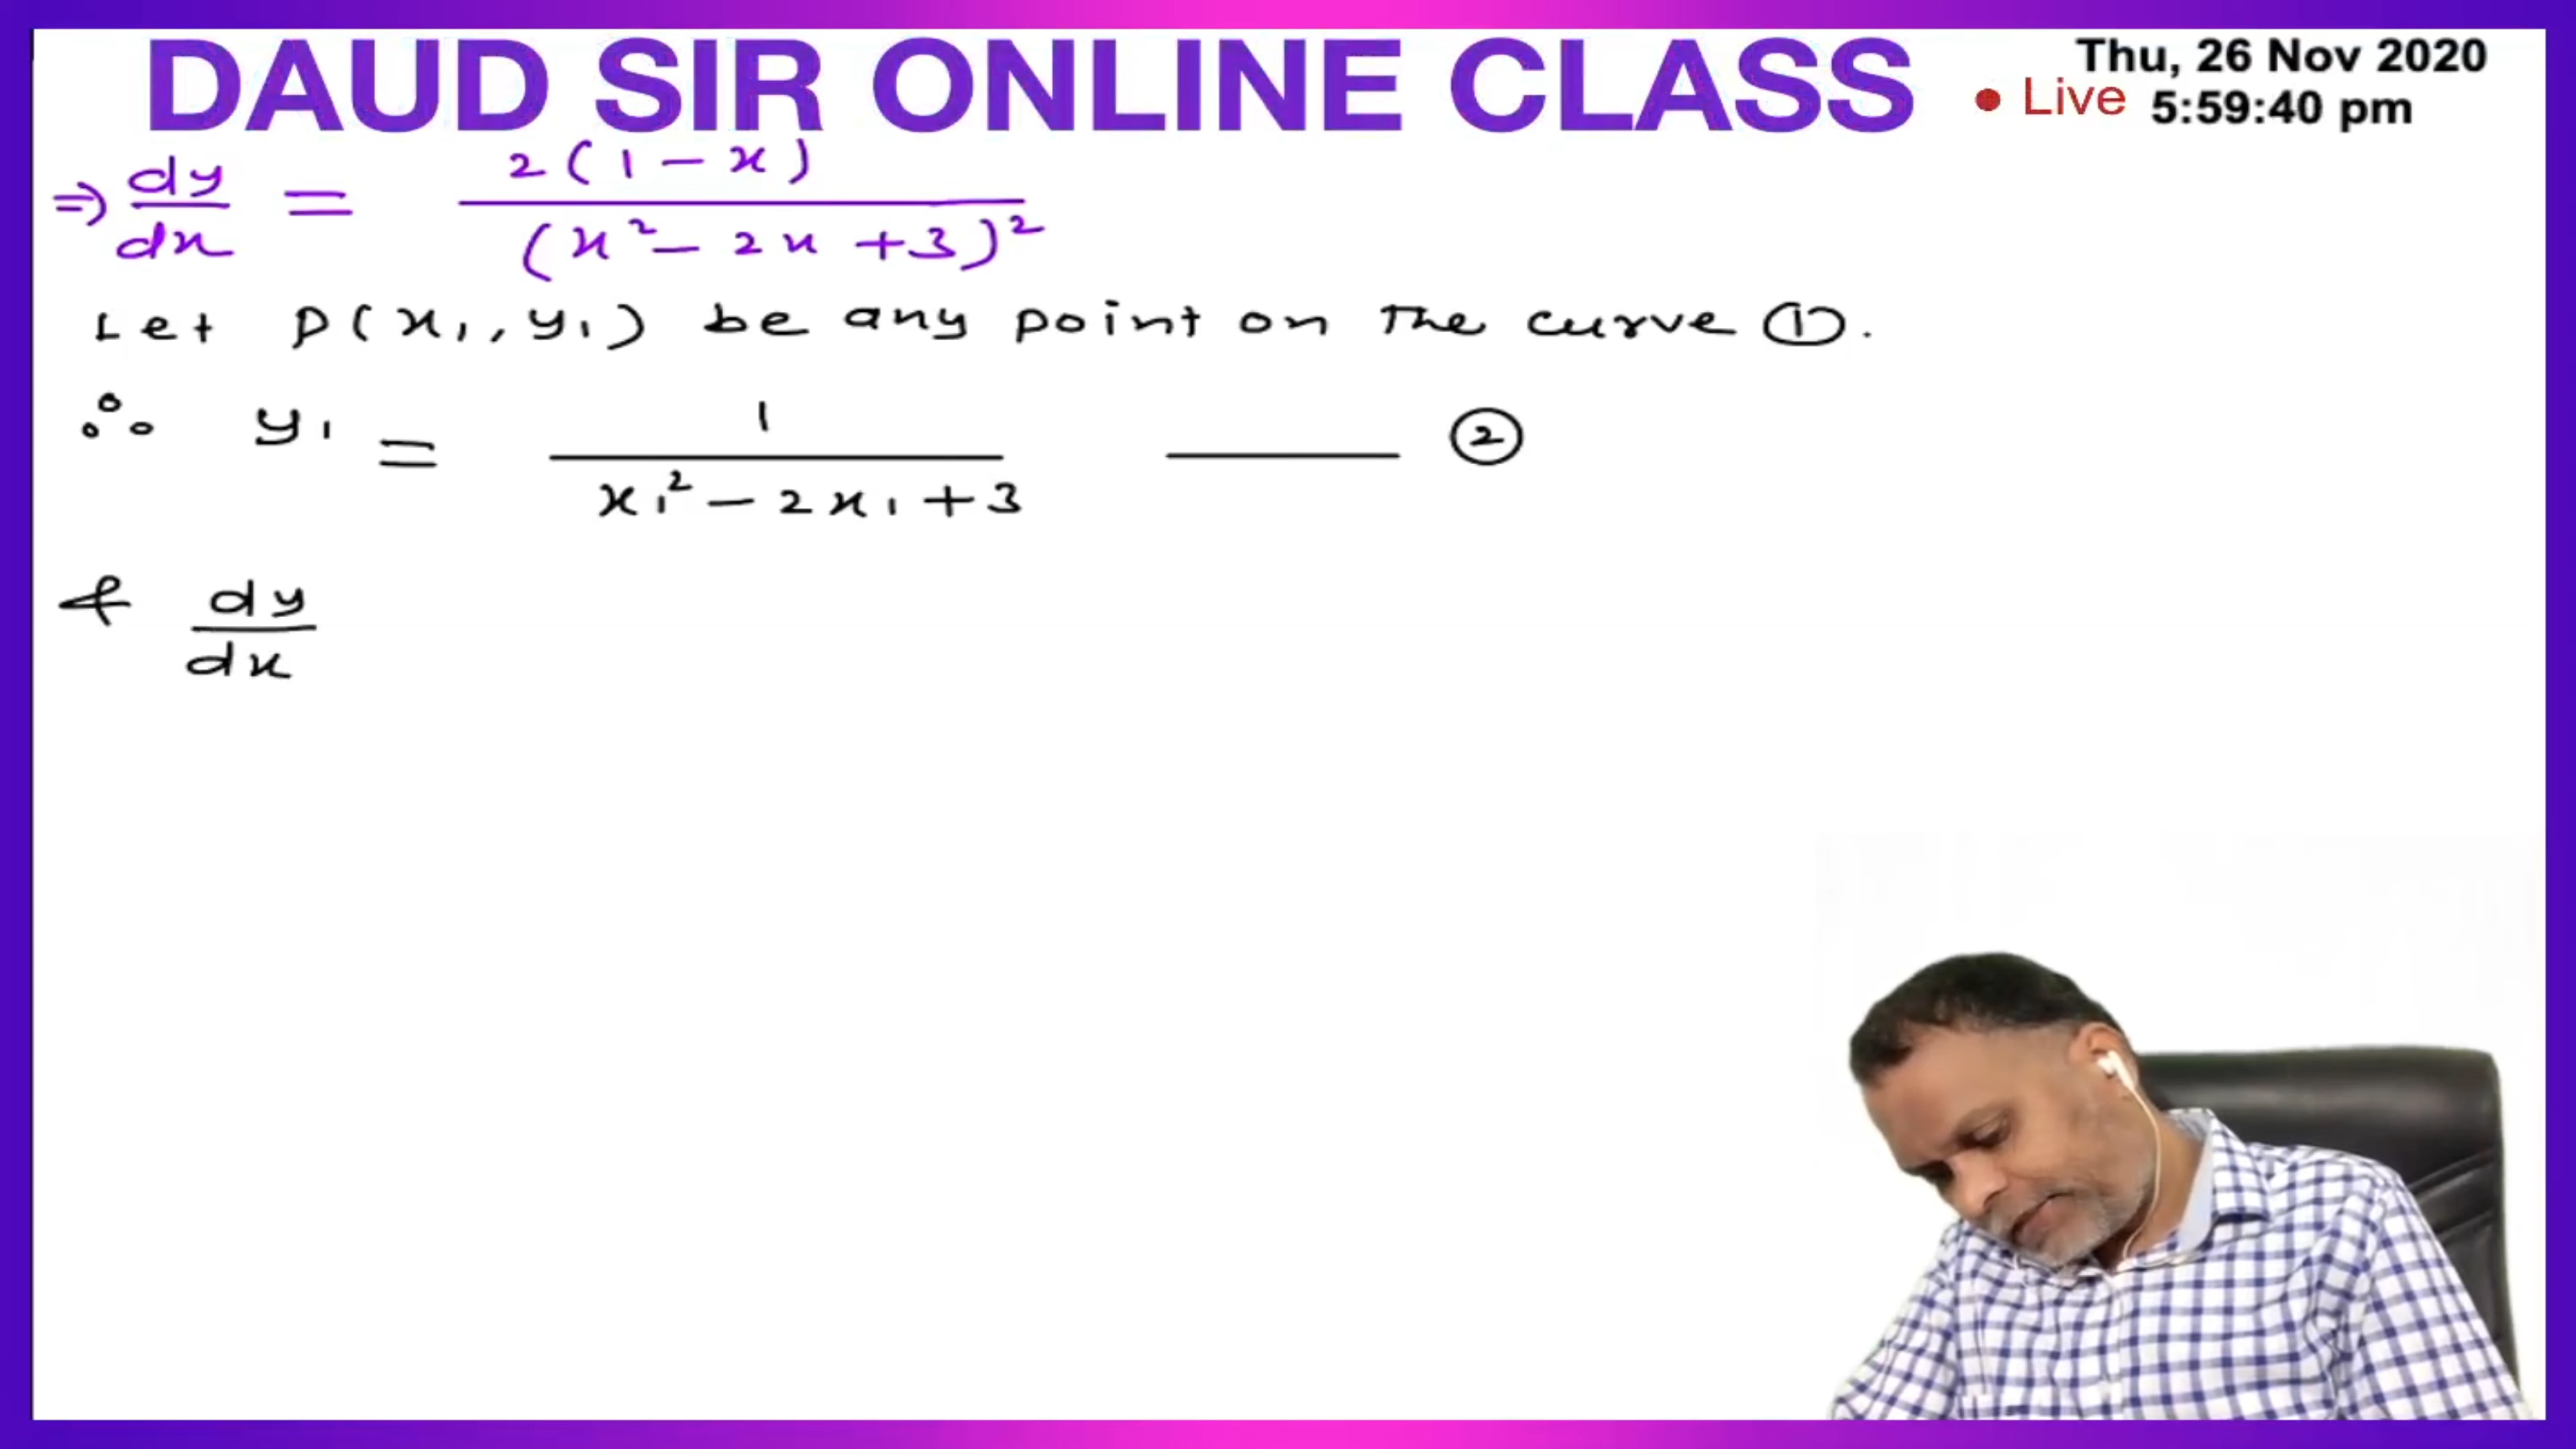 DAUD SIR ONLINE CLASS
• Live
Thu, 26 Nov 2020
5:59:40 pm
⇒ dy/dx = 2(1 - x)/(x² - 2x + 3)²
Let P(x₁, y₁) be any point on the curve ①.
∴ y₁ = 1/(x₁² - 2x₁ + 3) —— ②
& dy/dx